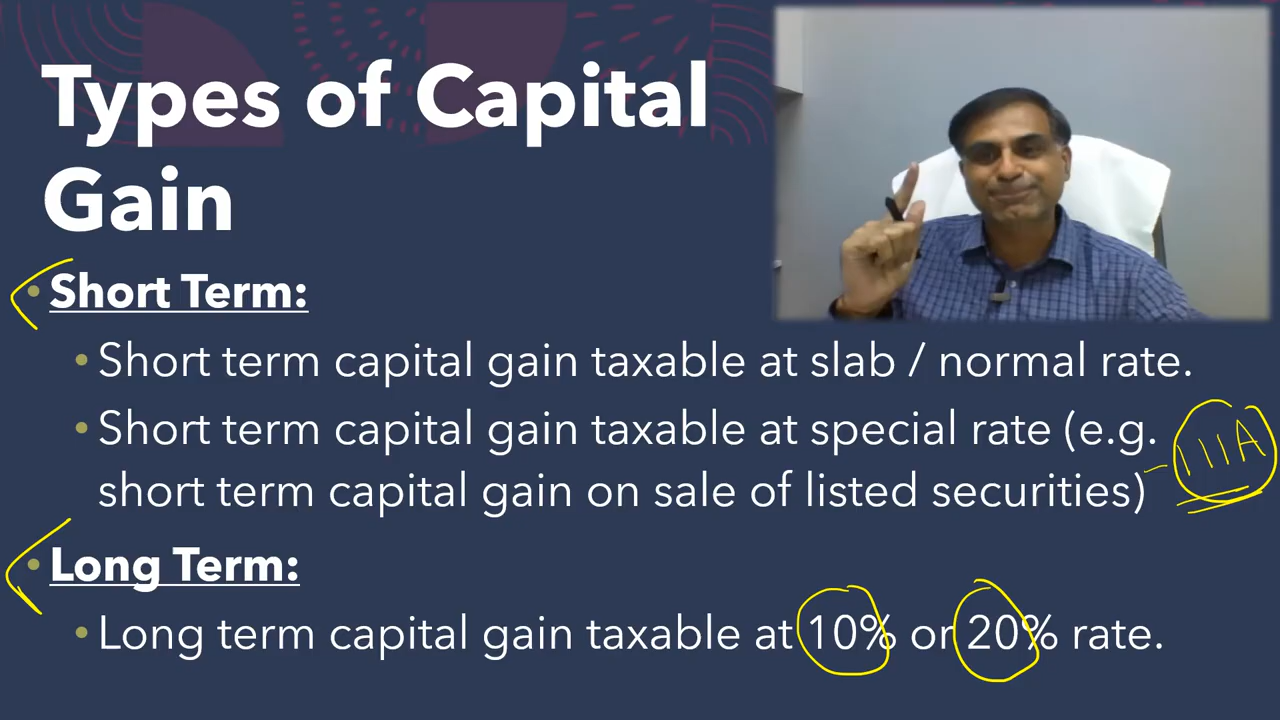 Types of Capital
Gain
• Short Term:
• Short term capital gain taxable at slab / normal rate.
• Short term capital gain taxable at special rate (e.g.
short term capital gain on sale of listed securities)
111A
• Long Term:
• Long term capital gain taxable at 10% or 20% rate.